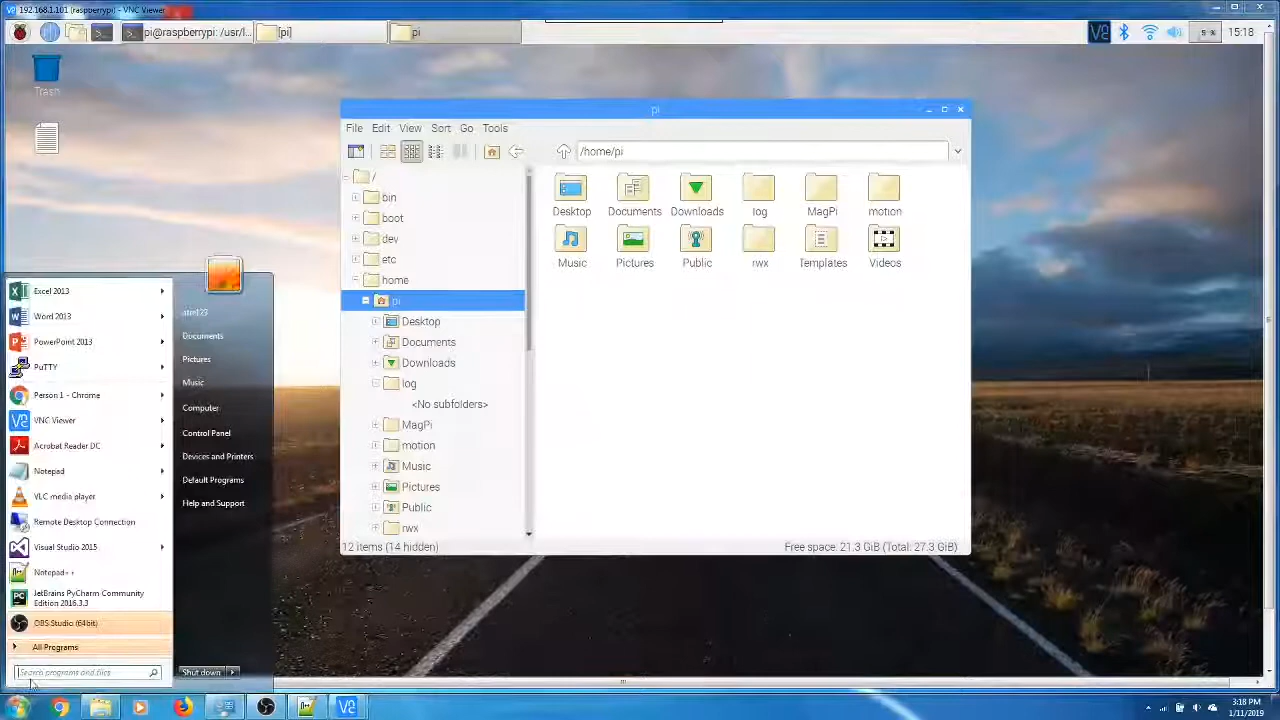 192.168.1.101 (raspberrypi) - VNC Viewer
pi@raspberrypi: /usr/l...
[pi]
pi
5 %
15:18
Trash
pi
File Edit View Sort Go Tools
/home/pi
/
bin
boot
dev
etc
home
pi
Desktop
Documents
Downloads
log
<No subfolders>
MagPi
motion
Music
Pictures
Public
rwx
Desktop Documents Downloads log MagPi motion
Music Pictures Public rwx Templates Videos
12 items (14 hidden)
Free space: 21.3 GiB (Total: 27.3 GiB)
Excel 2013
Word 2013
PowerPoint 2013
PuTTY
Person 1 - Chrome
VNC Viewer
Acrobat Reader DC
Notepad
VLC media player
Remote Desktop Connection
Visual Studio 2015
Notepad++
JetBrains PyCharm Community
Edition 2016.3.3
OBS Studio (64bit)
All Programs
Search programs and files
Documents
Pictures
Music
Computer
Control Panel
Devices and Printers
Default Programs
Help and Support
Shut down
3:18 PM
1/11/2019